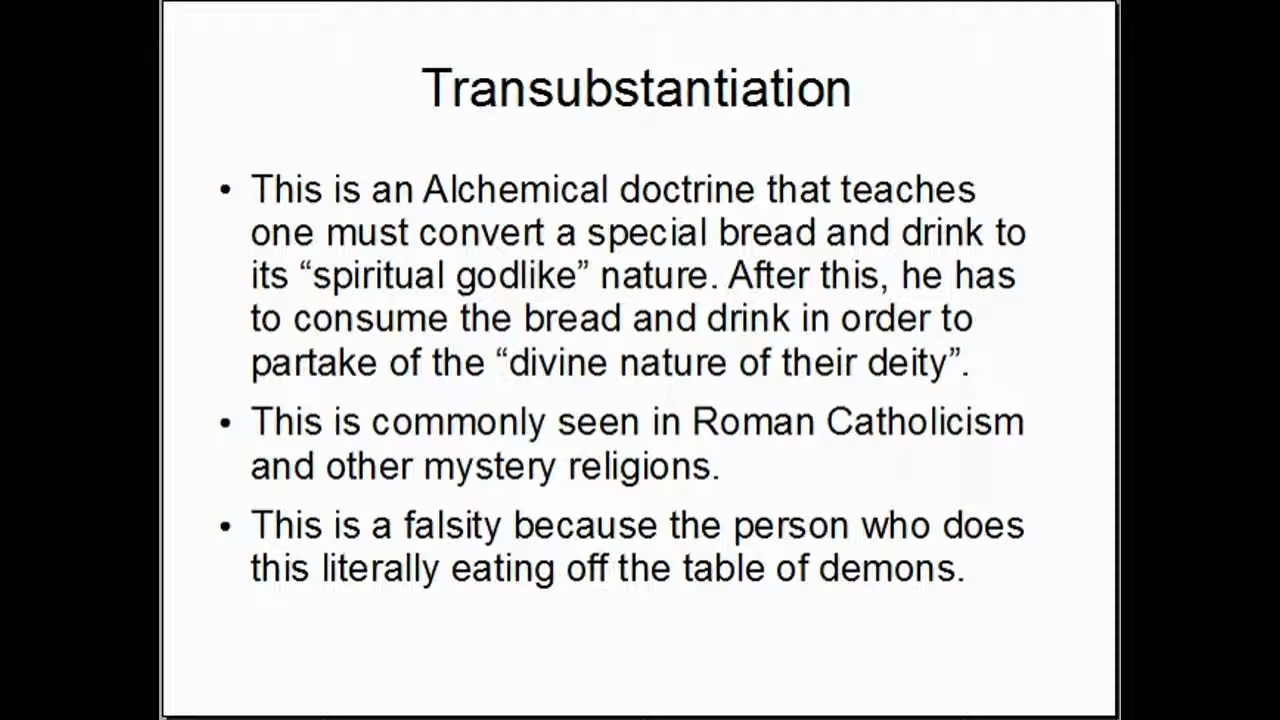 Transubstantiation
• This is an Alchemical doctrine that teaches
one must convert a special bread and drink to
its “spiritual godlike” nature. After this, he has
to consume the bread and drink in order to
partake of the “divine nature of their deity”.
• This is commonly seen in Roman Catholicism
and other mystery religions.
• This is a falsity because the person who does
this literally eating off the table of demons.